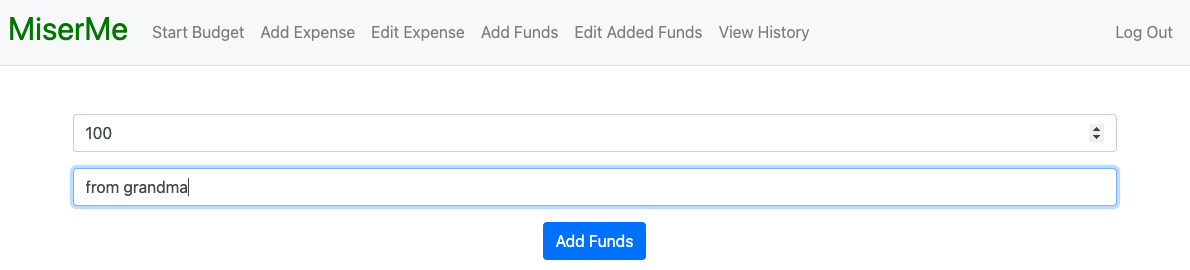 MiserMe Start Budget Add Expense Edit Expense Add Funds Edit Added Funds View History Log Out
100
from grandma
Add Funds